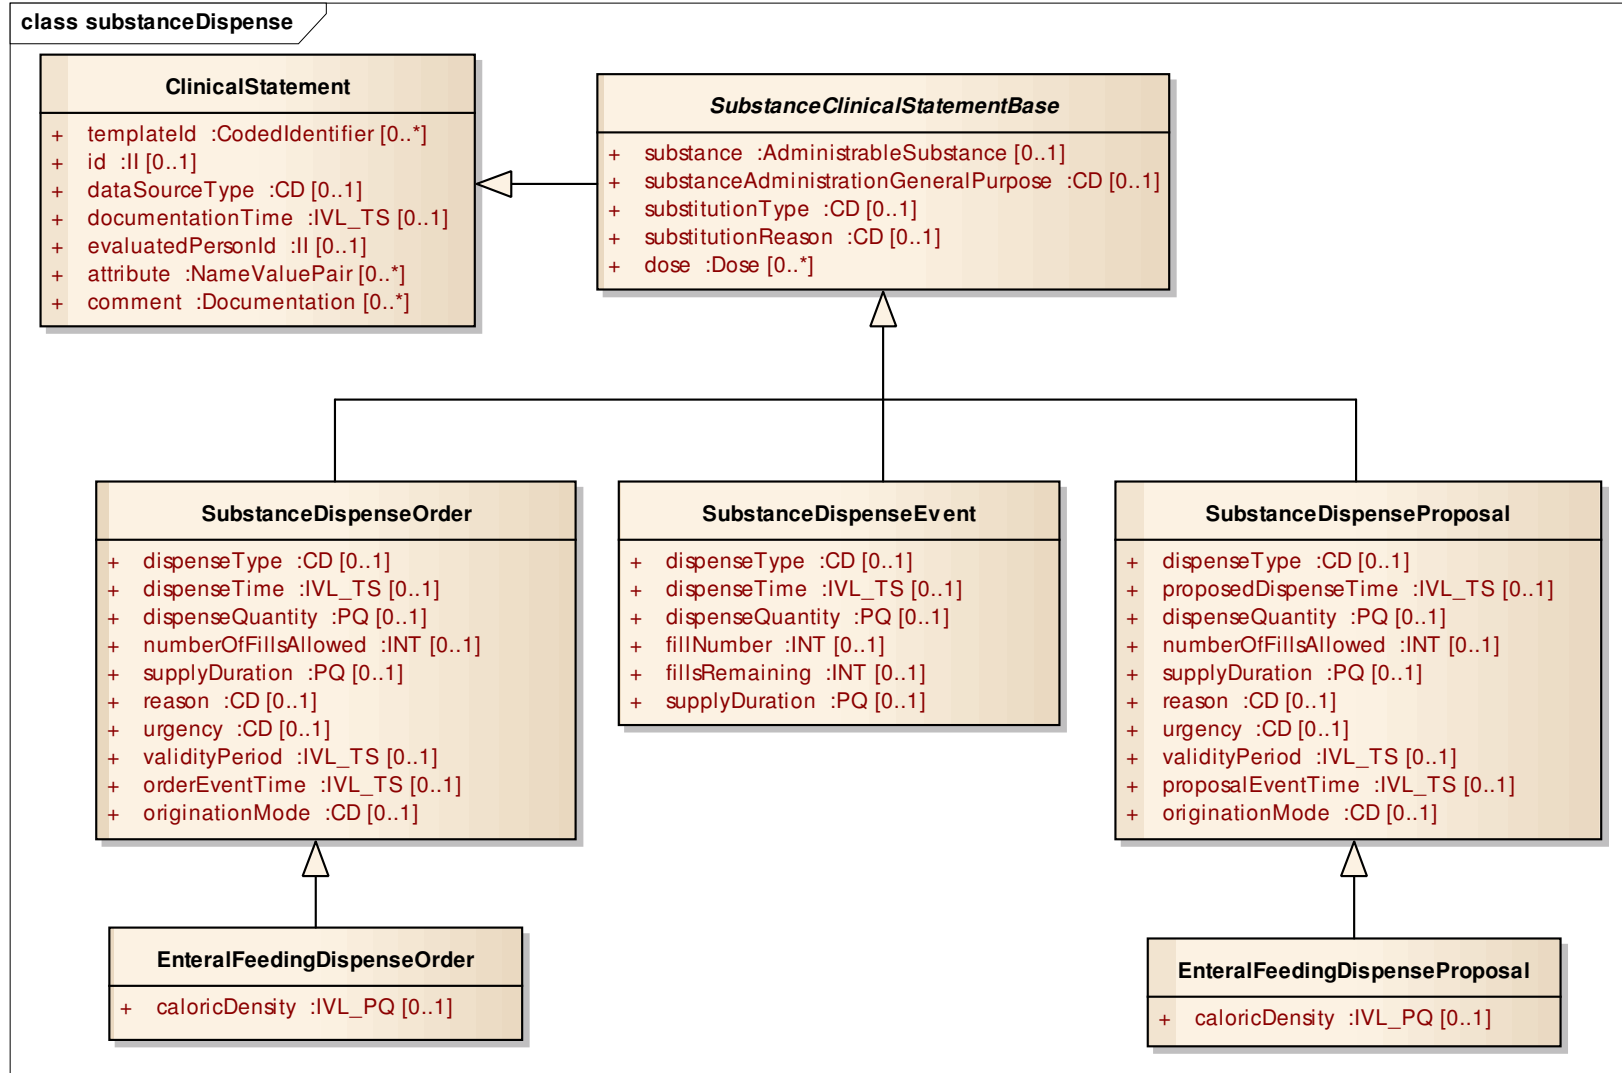 class substanceDispense
ClinicalStatement
+ templateId :CodedIdentifier [0..*]
+ id :II [0..1]
+ dataSourceType :CD [0..1]
+ documentationTime :IVL_TS [0..1]
+ evaluatedPersonId :II [0..1]
+ attribute :NameValuePair [0..*]
+ comment :Documentation [0..*]
SubstanceClinicalStatementBase
+ substance :AdministrableSubstance [0..1]
+ substanceAdministrationGeneralPurpose :CD [0..1]
+ substitutionType :CD [0..1]
+ substitutionReason :CD [0..1]
+ dose :Dose [0..*]
SubstanceDispenseOrder
+ dispenseType :CD [0..1]
+ dispenseTime :IVL_TS [0..1]
+ dispenseQuantity :PQ [0..1]
+ numberOfFillsAllowed :INT [0..1]
+ supplyDuration :PQ [0..1]
+ reason :CD [0..1]
+ urgency :CD [0..1]
+ validityPeriod :IVL_TS [0..1]
+ orderEventTime :IVL_TS [0..1]
+ originationMode :CD [0..1]
SubstanceDispenseEvent
+ dispenseType :CD [0..1]
+ dispenseTime :IVL_TS [0..1]
+ dispenseQuantity :PQ [0..1]
+ fillNumber :INT [0..1]
+ fillsRemaining :INT [0..1]
+ supplyDuration :PQ [0..1]
SubstanceDispenseProposal
+ dispenseType :CD [0..1]
+ proposedDispenseTime :IVL_TS [0..1]
+ dispenseQuantity :PQ [0..1]
+ numberOfFillsAllowed :INT [0..1]
+ supplyDuration :PQ [0..1]
+ reason :CD [0..1]
+ urgency :CD [0..1]
+ validityPeriod :IVL_TS [0..1]
+ proposalEventTime :IVL_TS [0..1]
+ originationMode :CD [0..1]
EnteralFeedingDispenseOrder
+ caloricDensity :IVL_PQ [0..1]
EnteralFeedingDispenseProposal
+ caloricDensity :IVL_PQ [0..1]